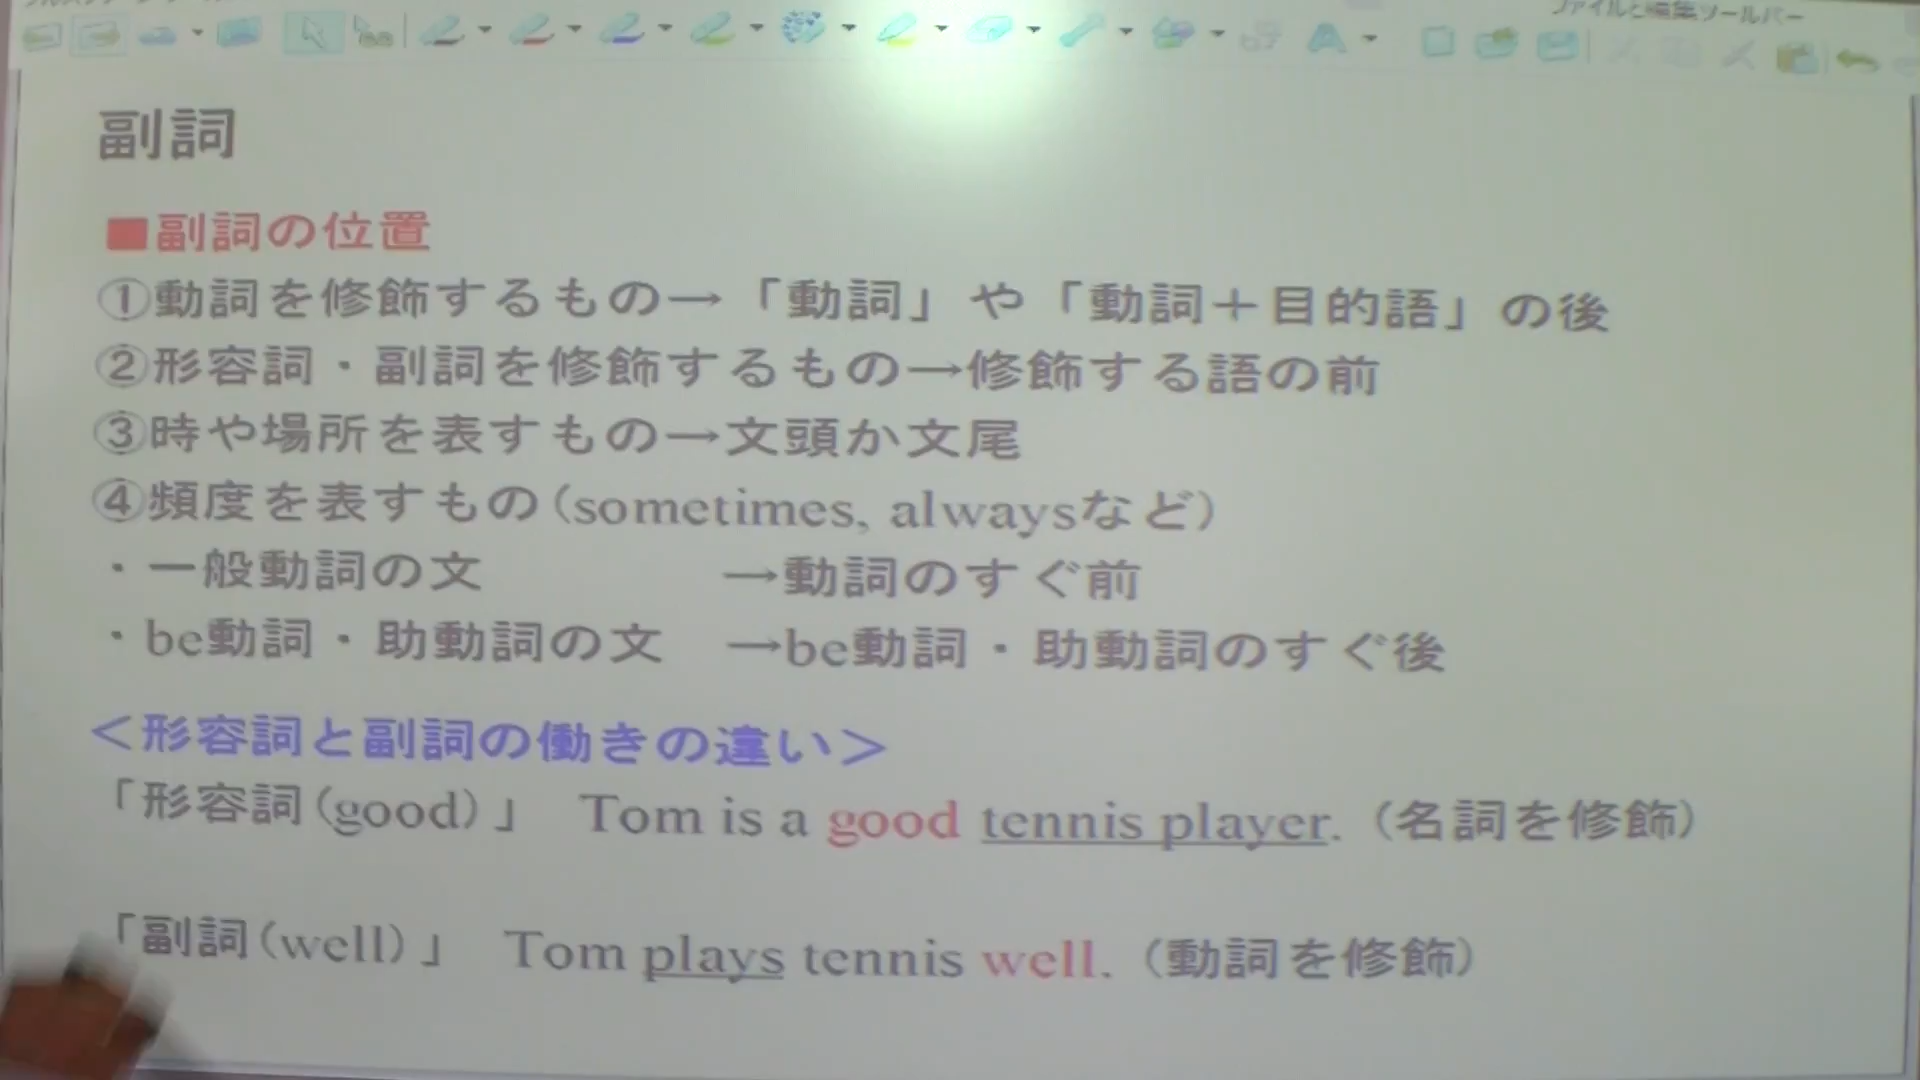 ファイルと編集ツールバー
副詞
■副詞の位置
①動詞を修飾するもの→「動詞」や「動詞＋目的語」の後
②形容詞・副詞を修飾するもの→修飾する語の前
③時や場所を表すもの→文頭か文尾
④頻度を表すもの（sometimes, alwaysなど）
・一般動詞の文　→動詞のすぐ前
・be動詞・助動詞の文　→be動詞・助動詞のすぐ後
＜形容詞と副詞の働きの違い＞
「形容詞（good）」　Tom is a good tennis player.（名詞を修飾）
「副詞（well）」　Tom plays tennis well.（動詞を修飾）